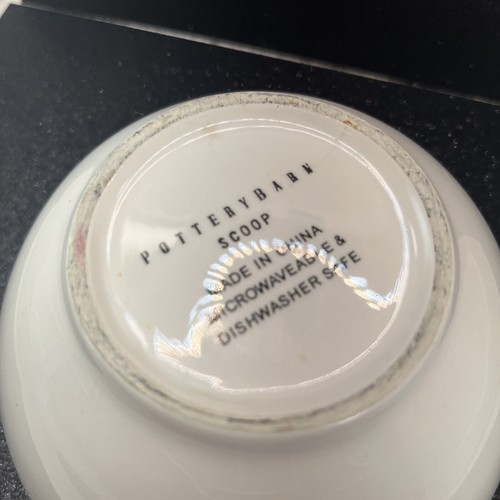 POTTERYBARN
SCOOP
MADE IN CHINA
MICROWAVEABLE &
DISHWASHER SAFE